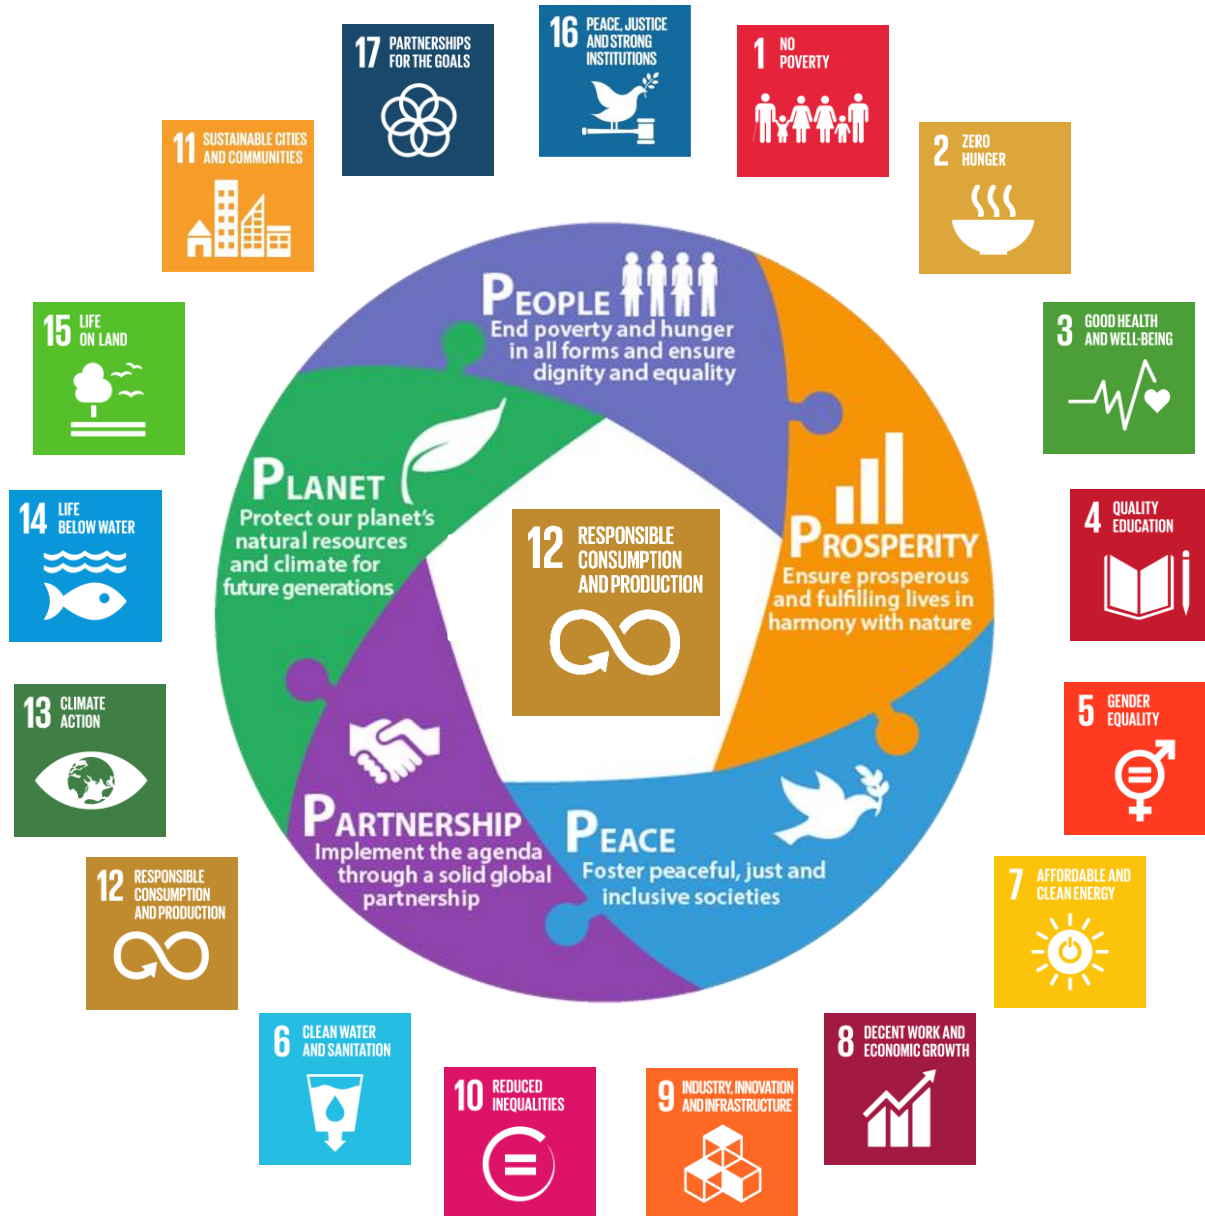 17 PARTNERSHIPS
FOR THE GOALS
16 PEACE, JUSTICE
AND STRONG
INSTITUTIONS
1 NO
POVERTY
11 SUSTAINABLE CITIES
AND COMMUNITIES
2 ZERO
HUNGER
15 LIFE
ON LAND
3 GOOD HEALTH
AND WELL-BEING
PEOPLE
End poverty and hunger
in all forms and ensure
dignity and equality
PLANET
Protect our planet's
natural resources
and climate for
future generations
PROSPERITY
Ensure prosperous
and fulfilling lives in
harmony with nature
12 RESPONSIBLE
CONSUMPTION
AND PRODUCTION
14 LIFE
BELOW WATER
4 QUALITY
EDUCATION
13 CLIMATE
ACTION
5 GENDER
EQUALITY
PARTNERSHIP
Implement the agenda
through a solid global
partnership
PEACE
Foster peaceful, just and
inclusive societies
12 RESPONSIBLE
CONSUMPTION
AND PRODUCTION
7 AFFORDABLE AND
CLEAN ENERGY
6 CLEAN WATER
AND SANITATION
8 DECENT WORK AND
ECONOMIC GROWTH
10 REDUCED
INEQUALITIES
9 INDUSTRY, INNOVATION
AND INFRASTRUCTURE